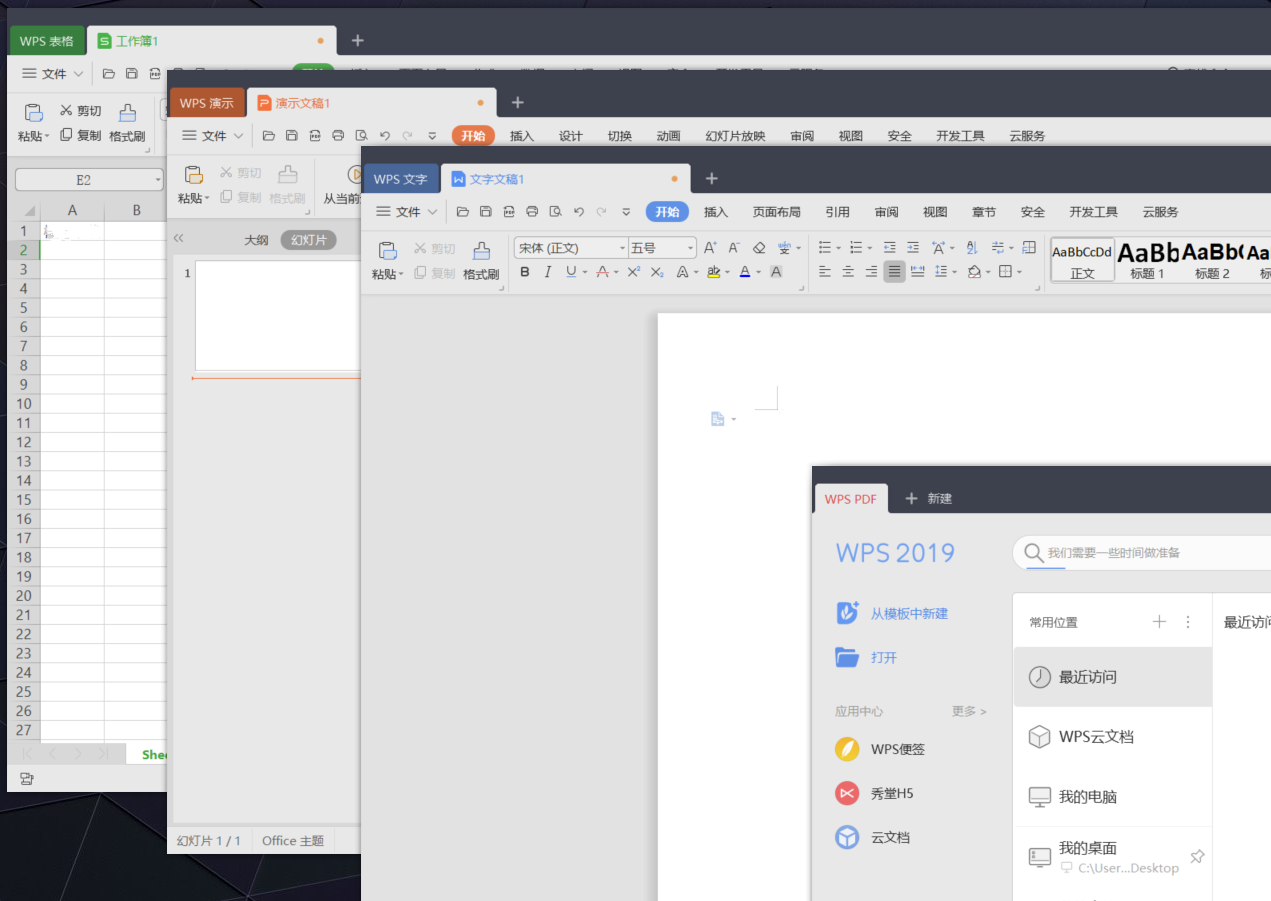 WPS 表格
工作簿1
文件
剪切
粘贴
复制
格式刷
E2
A B
1
2
3
4
5
6
7
8
9
10
11
12
13
14
15
16
17
18
19
20
21
22
23
24
25
26
27
WPS 演示
演示文稿1
文件
开始 插入 设计 切换 动画 幻灯片放映 审阅 视图 安全 开发工具 云服务
剪切
粘贴
复制
格式刷
从当前
大纲 幻灯片
1
幻灯片 1 / 1 Office 主题
WPS 文字
文字文稿1
文件
开始 插入 页面布局 引用 审阅 视图 章节 安全 开发工具 云服务
剪切
粘贴
复制
格式刷
宋体 (正文) 五号
AaBbCcDd
正文
标题 1
标题 2
WPS PDF
新建
WPS 2019
我们需要一些时间做准备
从模板中新建
打开
应用中心 更多 >
WPS便签
秀堂H5
云文档
常用位置
最近访问
WPS云文档
我的电脑
我的桌面
C:\User...Desktop
最近访问